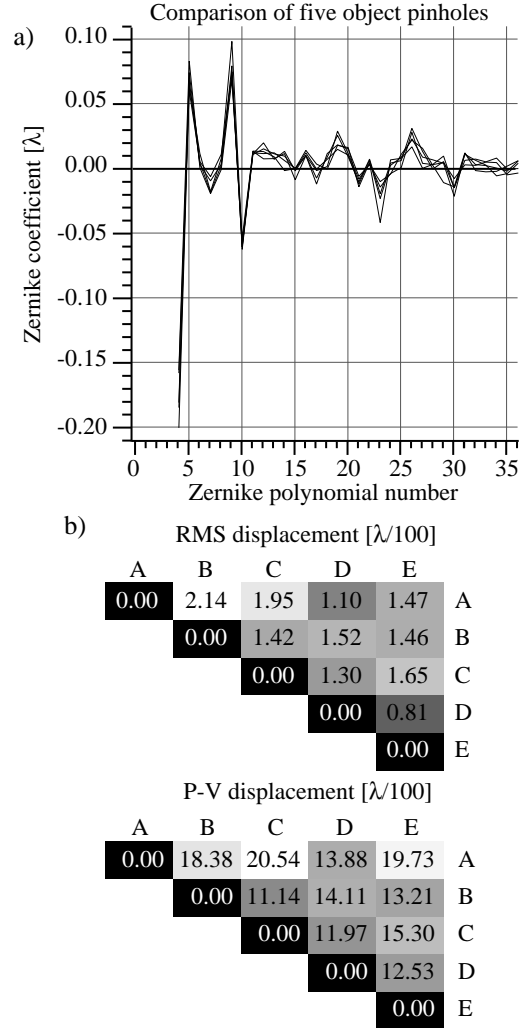 Comparison of five object pinholes
a)
Zernike coefficient [λ]
0.10
0.05
0.00
-0.05
-0.10
-0.15
-0.20
0 5 10 15 20 25 30 35
Zernike polynomial number
b)
RMS displacement [λ/100]
A B C D E
0.00 2.14 1.95 1.10 1.47 A
0.00 1.42 1.52 1.46 B
0.00 1.30 1.65 C
0.00 0.81 D
0.00 E
P-V displacement [λ/100]
A B C D E
0.00 18.38 20.54 13.88 19.73 A
0.00 11.14 14.11 13.21 B
0.00 11.97 15.30 C
0.00 12.53 D
0.00 E